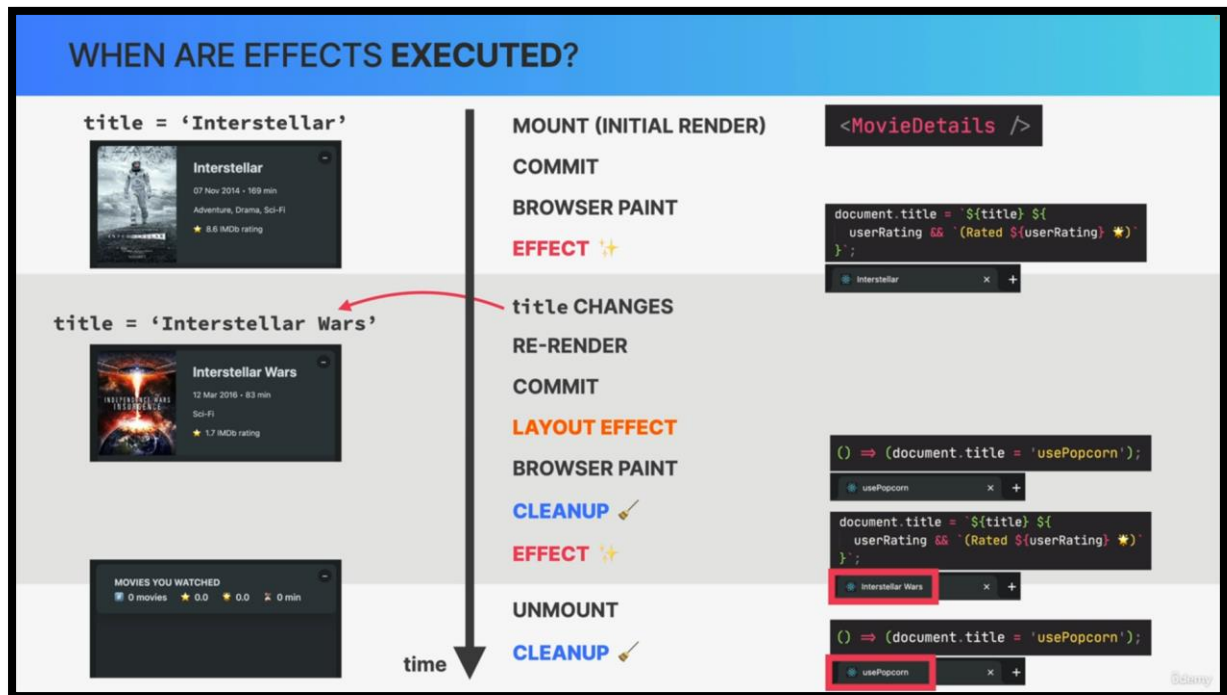 WHEN ARE EFFECTS EXECUTED?
title = ‘Interstellar’
Interstellar
07 Nov 2014 • 169 min
Adventure, Drama, Sci-Fi
⭐ 8.6 IMDb rating
MOUNT (INITIAL RENDER)
COMMIT
BROWSER PAINT
EFFECT ✨
<MovieDetails />
document.title = `${title} ${
userRating && `(Rated ${userRating} 🌟)`
}`;
Interstellar × +
title = ‘Interstellar Wars’
Interstellar Wars
12 Mar 2016 • 83 min
Sci-Fi
⭐ 1.7 IMDb rating
INDEPENDENCE WARS
INSURGENCE
title CHANGES
RE-RENDER
COMMIT
LAYOUT EFFECT
BROWSER PAINT
CLEANUP 🧹
EFFECT ✨
() ⇒ (document.title = 'usePopcorn');
usePopcorn × +
document.title = `${title} ${
userRating && `(Rated ${userRating} 🌟)`
}`;
Interstellar Wars × +
MOVIES YOU WATCHED
#️⃣ 0 movies ⭐ 0.0 🌟 0.0 ⏳ 0 min
UNMOUNT
CLEANUP 🧹
time
() ⇒ (document.title = 'usePopcorn');
usePopcorn × +
ûdemy